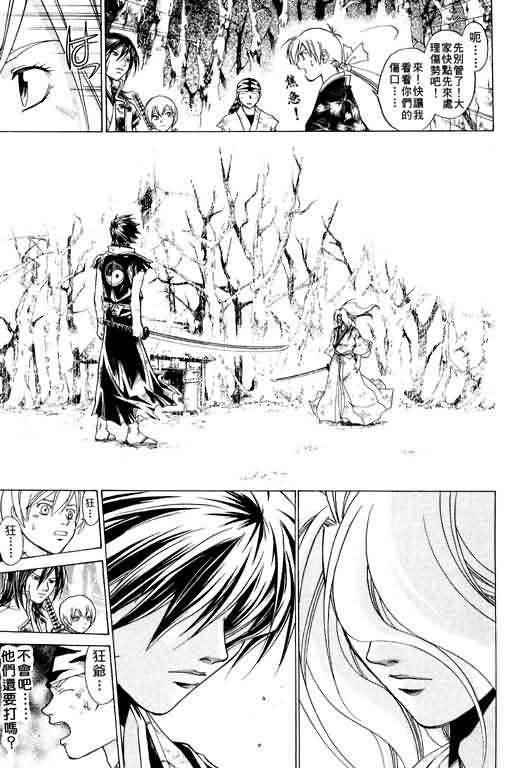 呃⋯⋯
先別管了！大
家快點先來處
理傷勢吧！
來！快讓我
看看你們的
傷口⋯
焦急！
はっ
狂⋯
狂⋯⋯
狂爺⋯
不會吧⋯⋯
他們還要打嗎？